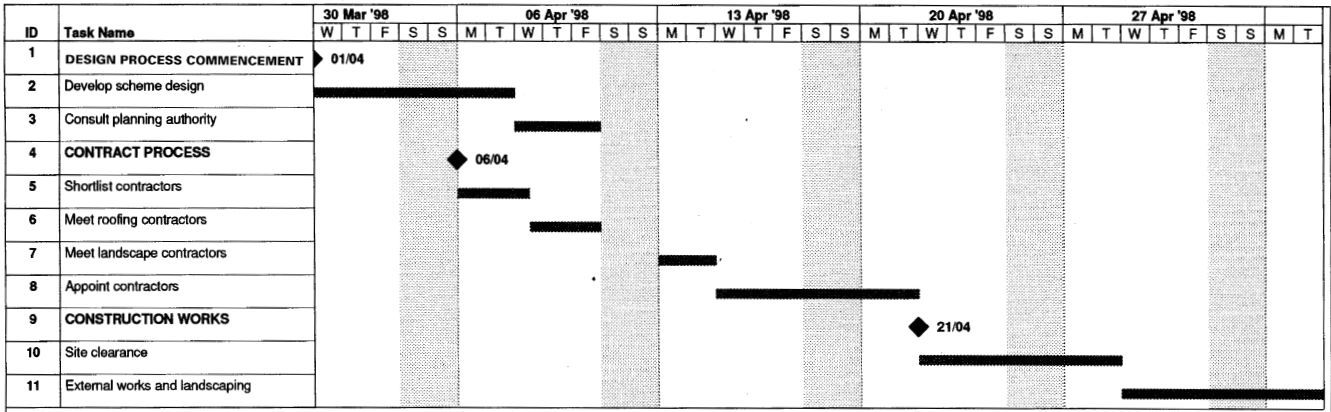 30 Mar '98 06 Apr '98 13 Apr '98 20 Apr '98 27 Apr '98
ID Task Name W T F S S M T W T F S S M T W T F S S M T W T F S S M T W T F S S M T
1 DESIGN PROCESS COMMENCEMENT 01/04
2 Develop scheme design
3 Consult planning authority
4 CONTRACT PROCESS 06/04
5 Shortlist contractors
6 Meet roofing contractors
7 Meet landscape contractors
8 Appoint contractors
9 CONSTRUCTION WORKS 21/04
10 Site clearance
11 External works and landscaping